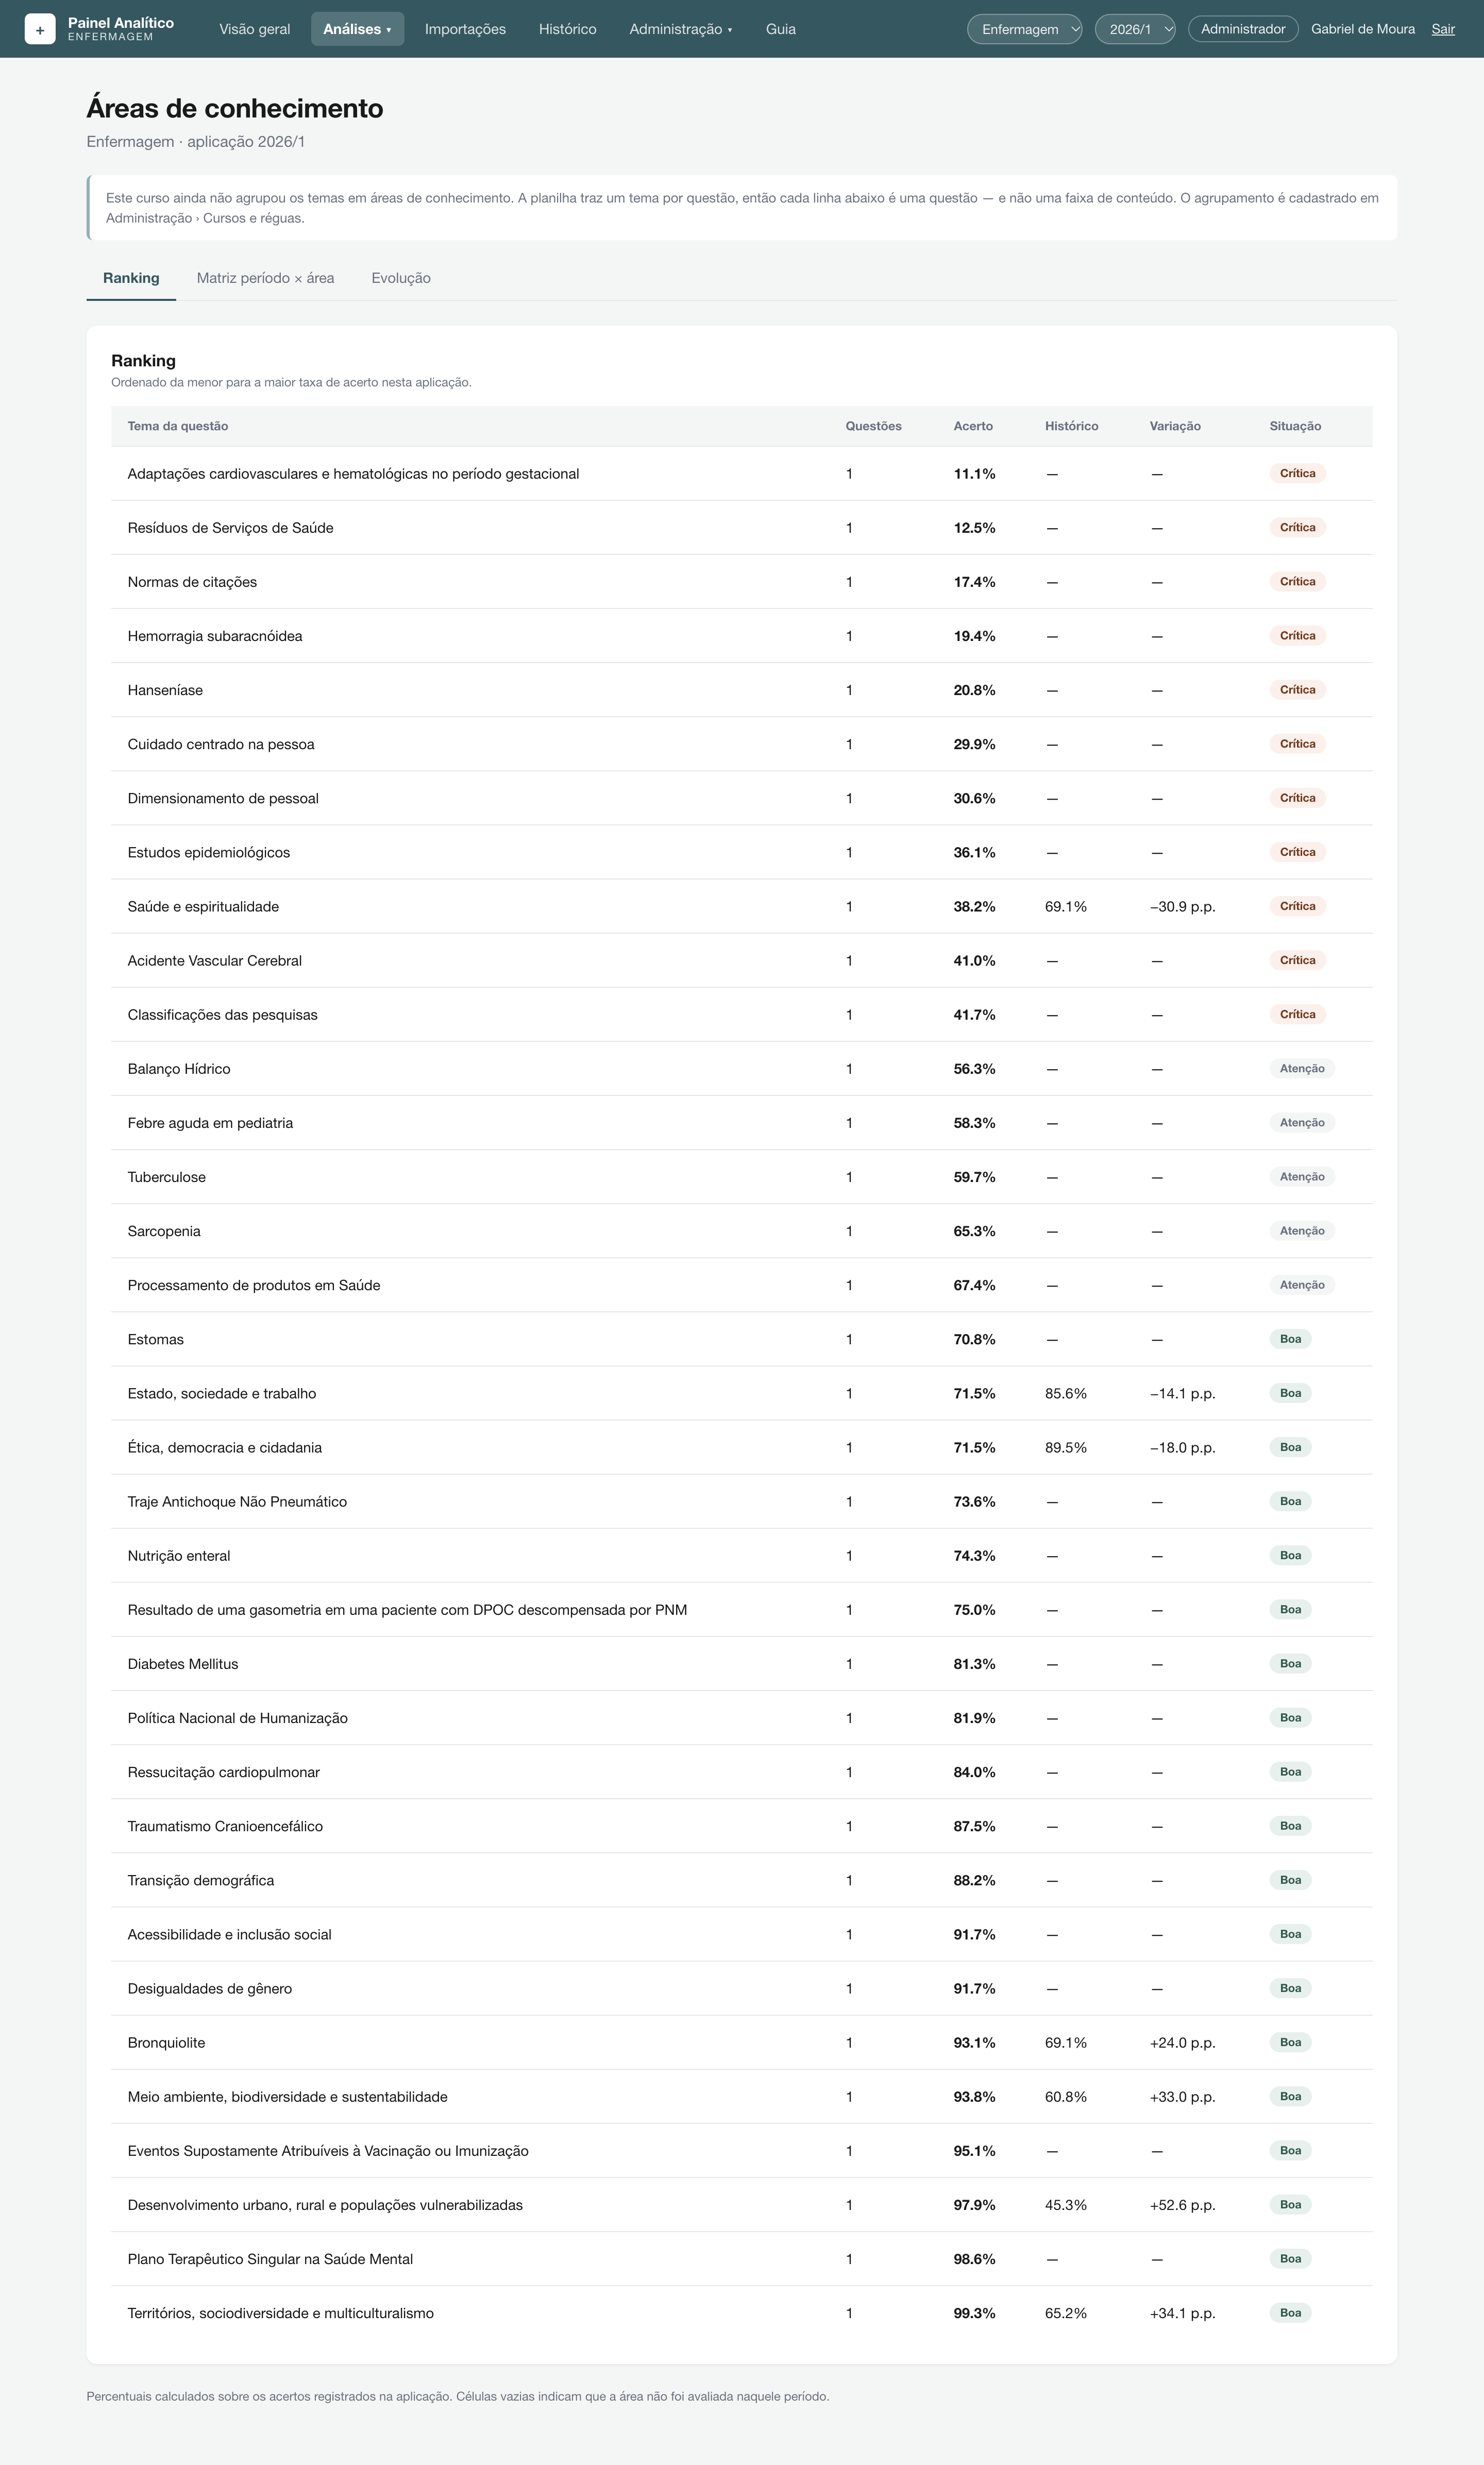 Painel Analítico
ENFERMAGEM
Visão geral
Análises ▾
Importações
Histórico
Administração ▾
Guia
Enfermagem
2026/1
Administrador
Gabriel de Moura
Sair
Áreas de conhecimento
Enfermagem · aplicação 2026/1
Este curso ainda não agrupou os temas em áreas de conhecimento. A planilha traz um tema por questão, então cada linha abaixo é uma questão — e não uma faixa de conteúdo. O agrupamento é cadastrado em
Administração › Cursos e réguas.
Ranking
Matriz período × área
Evolução
Ranking
Ordenado da menor para a maior taxa de acerto nesta aplicação.
Tema da questão Questões Acerto Histórico Variação Situação
Adaptações cardiovasculares e hematológicas no período gestacional 1 11.1% — — Crítica
Resíduos de Serviços de Saúde 1 12.5% — — Crítica
Normas de citações 1 17.4% — — Crítica
Hemorragia subaracnóidea 1 19.4% — — Crítica
Hanseníase 1 20.8% — — Crítica
Cuidado centrado na pessoa 1 29.9% — — Crítica
Dimensionamento de pessoal 1 30.6% — — Crítica
Estudos epidemiológicos 1 36.1% — — Crítica
Saúde e espiritualidade 1 38.2% 69.1% −30.9 p.p. Crítica
Acidente Vascular Cerebral 1 41.0% — — Crítica
Classificações das pesquisas 1 41.7% — — Crítica
Balanço Hídrico 1 56.3% — — Atenção
Febre aguda em pediatria 1 58.3% — — Atenção
Tuberculose 1 59.7% — — Atenção
Sarcopenia 1 65.3% — — Atenção
Processamento de produtos em Saúde 1 67.4% — — Atenção
Estomas 1 70.8% — — Boa
Estado, sociedade e trabalho 1 71.5% 85.6% −14.1 p.p. Boa
Ética, democracia e cidadania 1 71.5% 89.5% −18.0 p.p. Boa
Traje Antichoque Não Pneumático 1 73.6% — — Boa
Nutrição enteral 1 74.3% — — Boa
Resultado de uma gasometria em uma paciente com DPOC descompensada por PNM 1 75.0% — — Boa
Diabetes Mellitus 1 81.3% — — Boa
Política Nacional de Humanização 1 81.9% — — Boa
Ressucitação cardiopulmonar 1 84.0% — — Boa
Traumatismo Cranioencefálico 1 87.5% — — Boa
Transição demográfica 1 88.2% — — Boa
Acessibilidade e inclusão social 1 91.7% — — Boa
Desigualdades de gênero 1 91.7% — — Boa
Bronquiolite 1 93.1% 69.1% +24.0 p.p. Boa
Meio ambiente, biodiversidade e sustentabilidade 1 93.8% 60.8% +33.0 p.p. Boa
Eventos Supostamente Atribuíveis à Vacinação ou Imunização 1 95.1% — — Boa
Desenvolvimento urbano, rural e populações vulnerabilizadas 1 97.9% 45.3% +52.6 p.p. Boa
Plano Terapêutico Singular na Saúde Mental 1 98.6% — — Boa
Territórios, sociodiversidade e multiculturalismo 1 99.3% 65.2% +34.1 p.p. Boa
Percentuais calculados sobre os acertos registrados na aplicação. Células vazias indicam que a área não foi avaliada naquele período.